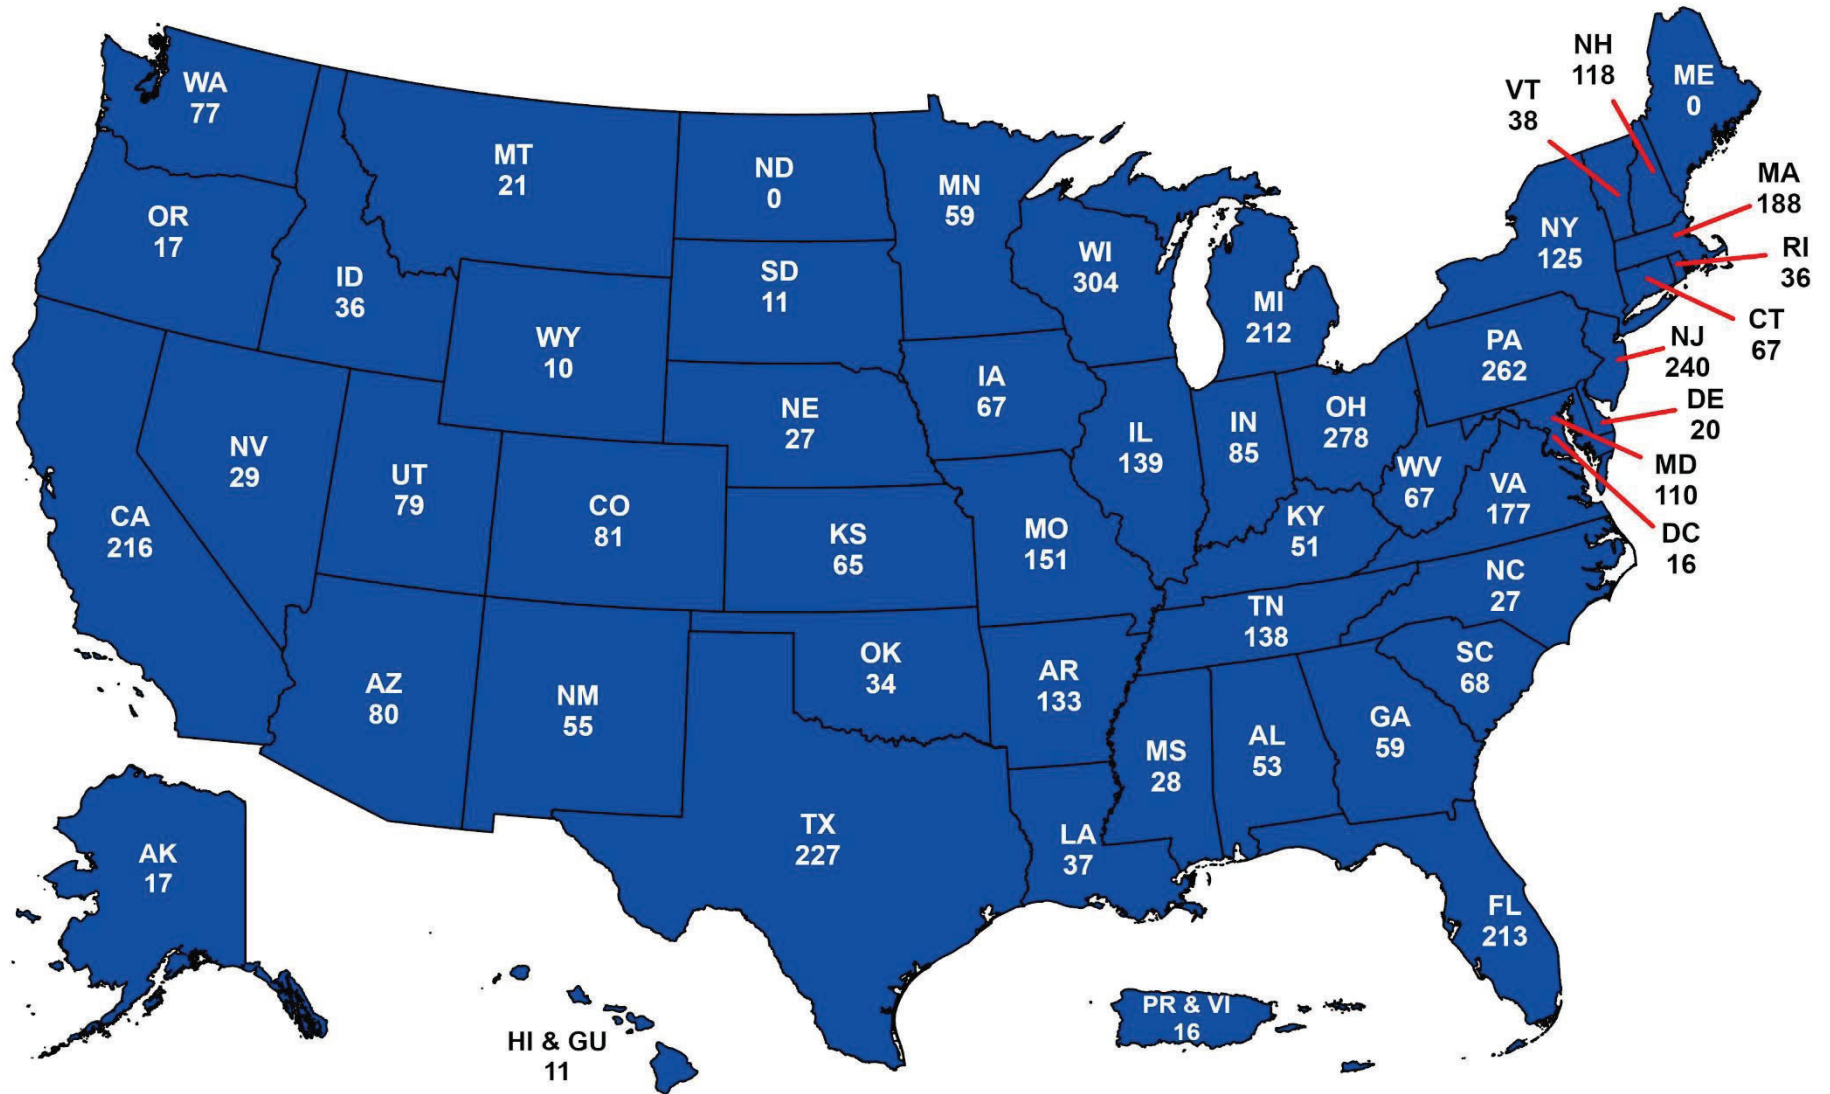 WA
77
OR
17
CA
216
ID
36
NV
29
MT
21
WY
10
UT
79
CO
81
AZ
80
NM
55
ND
0
SD
11
NE
27
KS
65
OK
34
TX
227
MN
59
IA
67
MO
151
AR
133
LA
37
WI
304
IL
139
MI
212
IN
85
OH
278
KY
51
TN
138
MS
28
AL
53
GA
59
FL
213
SC
68
NC
27
VA
177
WV
67
PA
262
NY
125
VT
38
NH
118
ME
0
MA
188
RI
36
CT
67
NJ
240
DE
20
MD
110
DC
16
AK
17
HI & GU
11
PR & VI
16